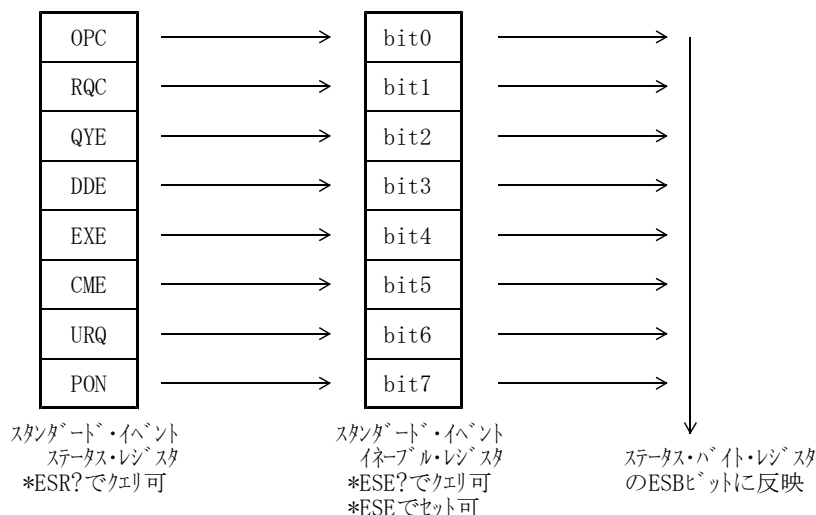 OPC
RQC
QYE
DDE
EXE
CME
URQ
PON
bit0
bit1
bit2
bit3
bit4
bit5
bit6
bit7
ｽﾀﾝﾀﾞｰﾄﾞ・ｲﾍﾞﾝﾄ
ｽﾃｰﾀｽ・ﾚｼﾞｽﾀ
*ESR?でｸｴﾘ可
ｽﾀﾝﾀﾞｰﾄﾞ・ｲﾍﾞﾝﾄ
ｲﾈｰﾌﾞﾙ・ﾚｼﾞｽﾀ
*ESE?でｸｴﾘ可
*ESEでｾｯﾄ可
ｽﾃｰﾀｽ・ﾊﾞｲﾄ・ﾚｼﾞｽﾀ
のESBﾋﾞｯﾄに反映